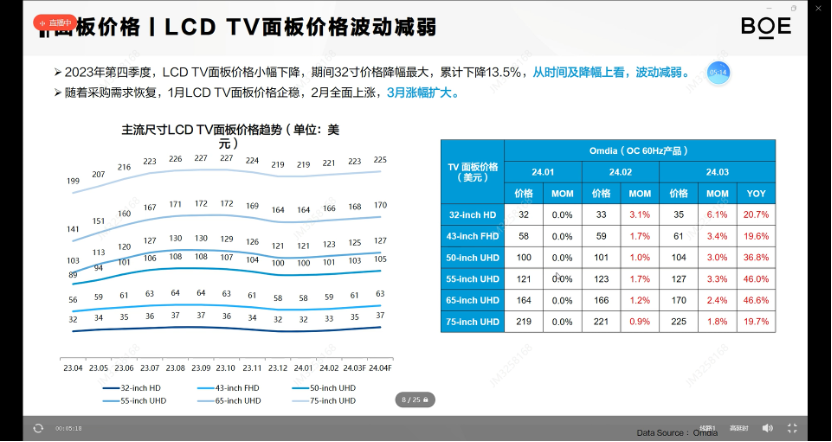 直播中
面板价格丨LCD TV面板价格波动减弱
BOE
➢2023年第四季度，LCD TV面板价格小幅下降，期间32寸价格降幅最大，累计下降13.5%，从时间及降幅上看，波动减弱。
05:14
➢随着采购需求恢复，1月LCD TV面板价格企稳，2月全面上涨，3月涨幅扩大。
主流尺寸LCD TV面板价格趋势（单位：美
元）
199 207 216 223 226 227 227 224 219 219 221 223 225
141 151 160 167 171 172 172 169 164 164 166 168 170
103 113 120 127 130 130 129 126 121 121 123 125 127
89 94 101 106 108 108 107 104 100 100 101 103 105
56 59 61 63 64 64 63 61 58 58 59 61 63
32 34 35 36 37 37 36 34 32 32 33 35 37
23.04 23.05 23.06 23.07 23.08 23.09 23.10 23.11 23.12 24.01 24.02 24.03F 24.04F
32-inch HD 43-inch FHD 50-inch UHD
55-inch UHD 65-inch UHD 75-inch UHD
TV 面板价格
（美元）
Omdia（OC 60Hz产品）
24.01 24.02 24.03
价格 MOM 价格 MOM 价格 MOM YOY
32-inch HD 32 0.0% 33 3.1% 35 6.1% 20.7%
43-inch FHD 58 0.0% 59 1.7% 61 3.4% 19.6%
50-inch UHD 100 0.0% 101 1.0% 104 3.0% 36.8%
55-inch UHD 121 0.0% 123 1.7% 127 3.3% 46.0%
65-inch UHD 164 0.0% 166 1.2% 170 2.4% 46.6%
75-inch UHD 219 0.0% 221 0.9% 225 1.8% 19.7%
8 / 25
00:05:18
Data Source：Omdia